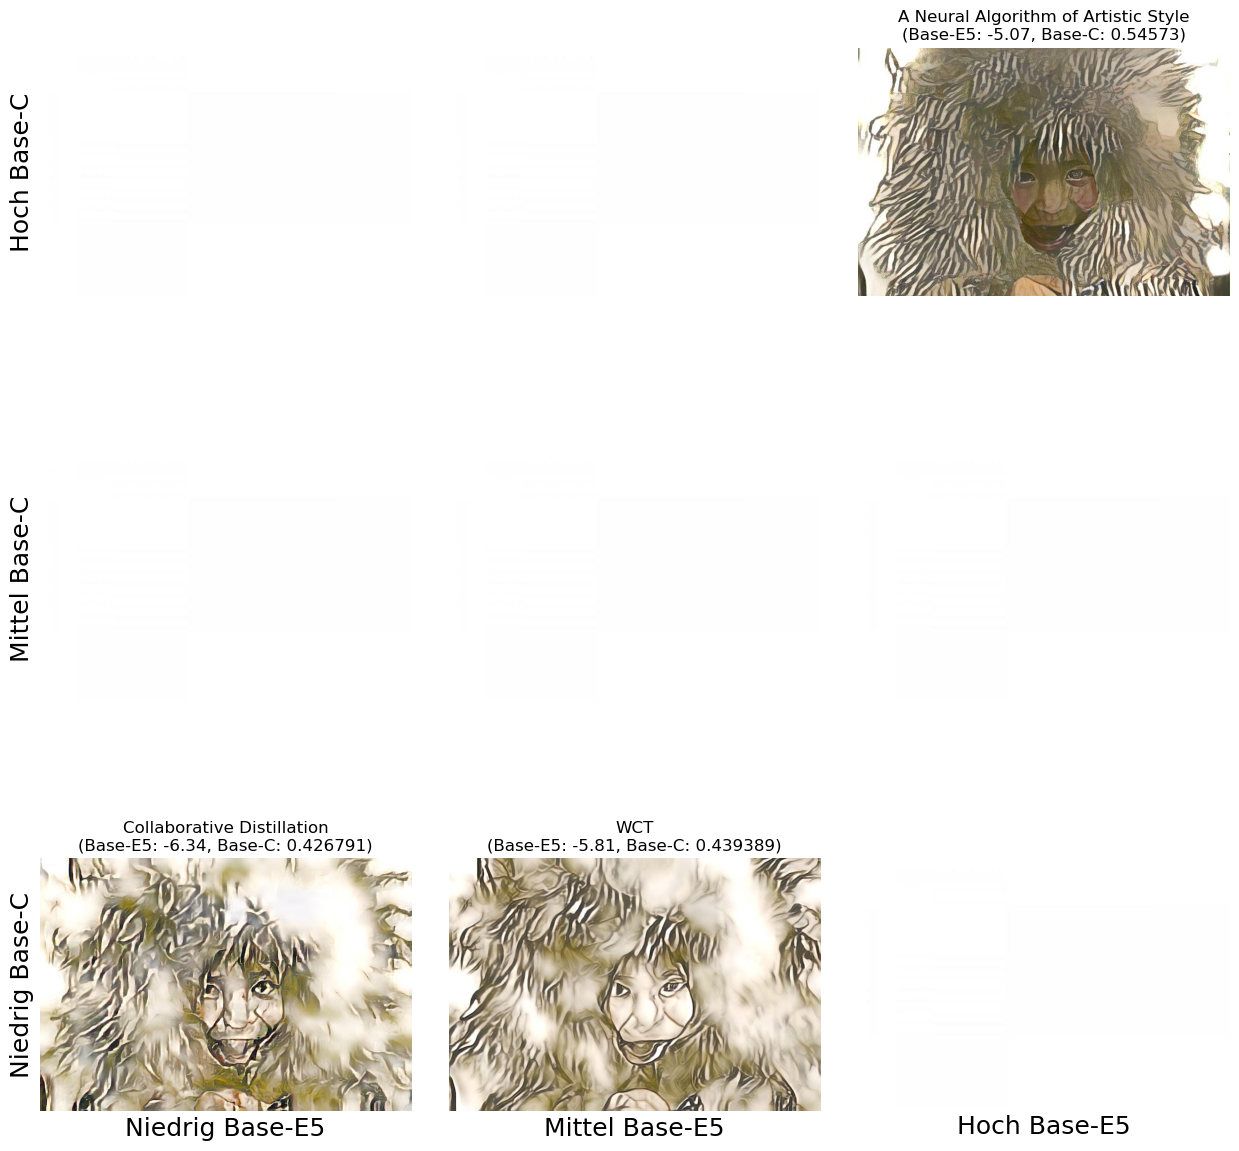 A Neural Algorithm of Artistic Style
(Base-E5: -5.07, Base-C: 0.54573)
Hoch Base-C
Mittel Base-C
Collaborative Distillation
(Base-E5: -6.34, Base-C: 0.426791)
WCT
(Base-E5: -5.81, Base-C: 0.439389)
Niedrig Base-C
Niedrig Base-E5
Mittel Base-E5
Hoch Base-E5